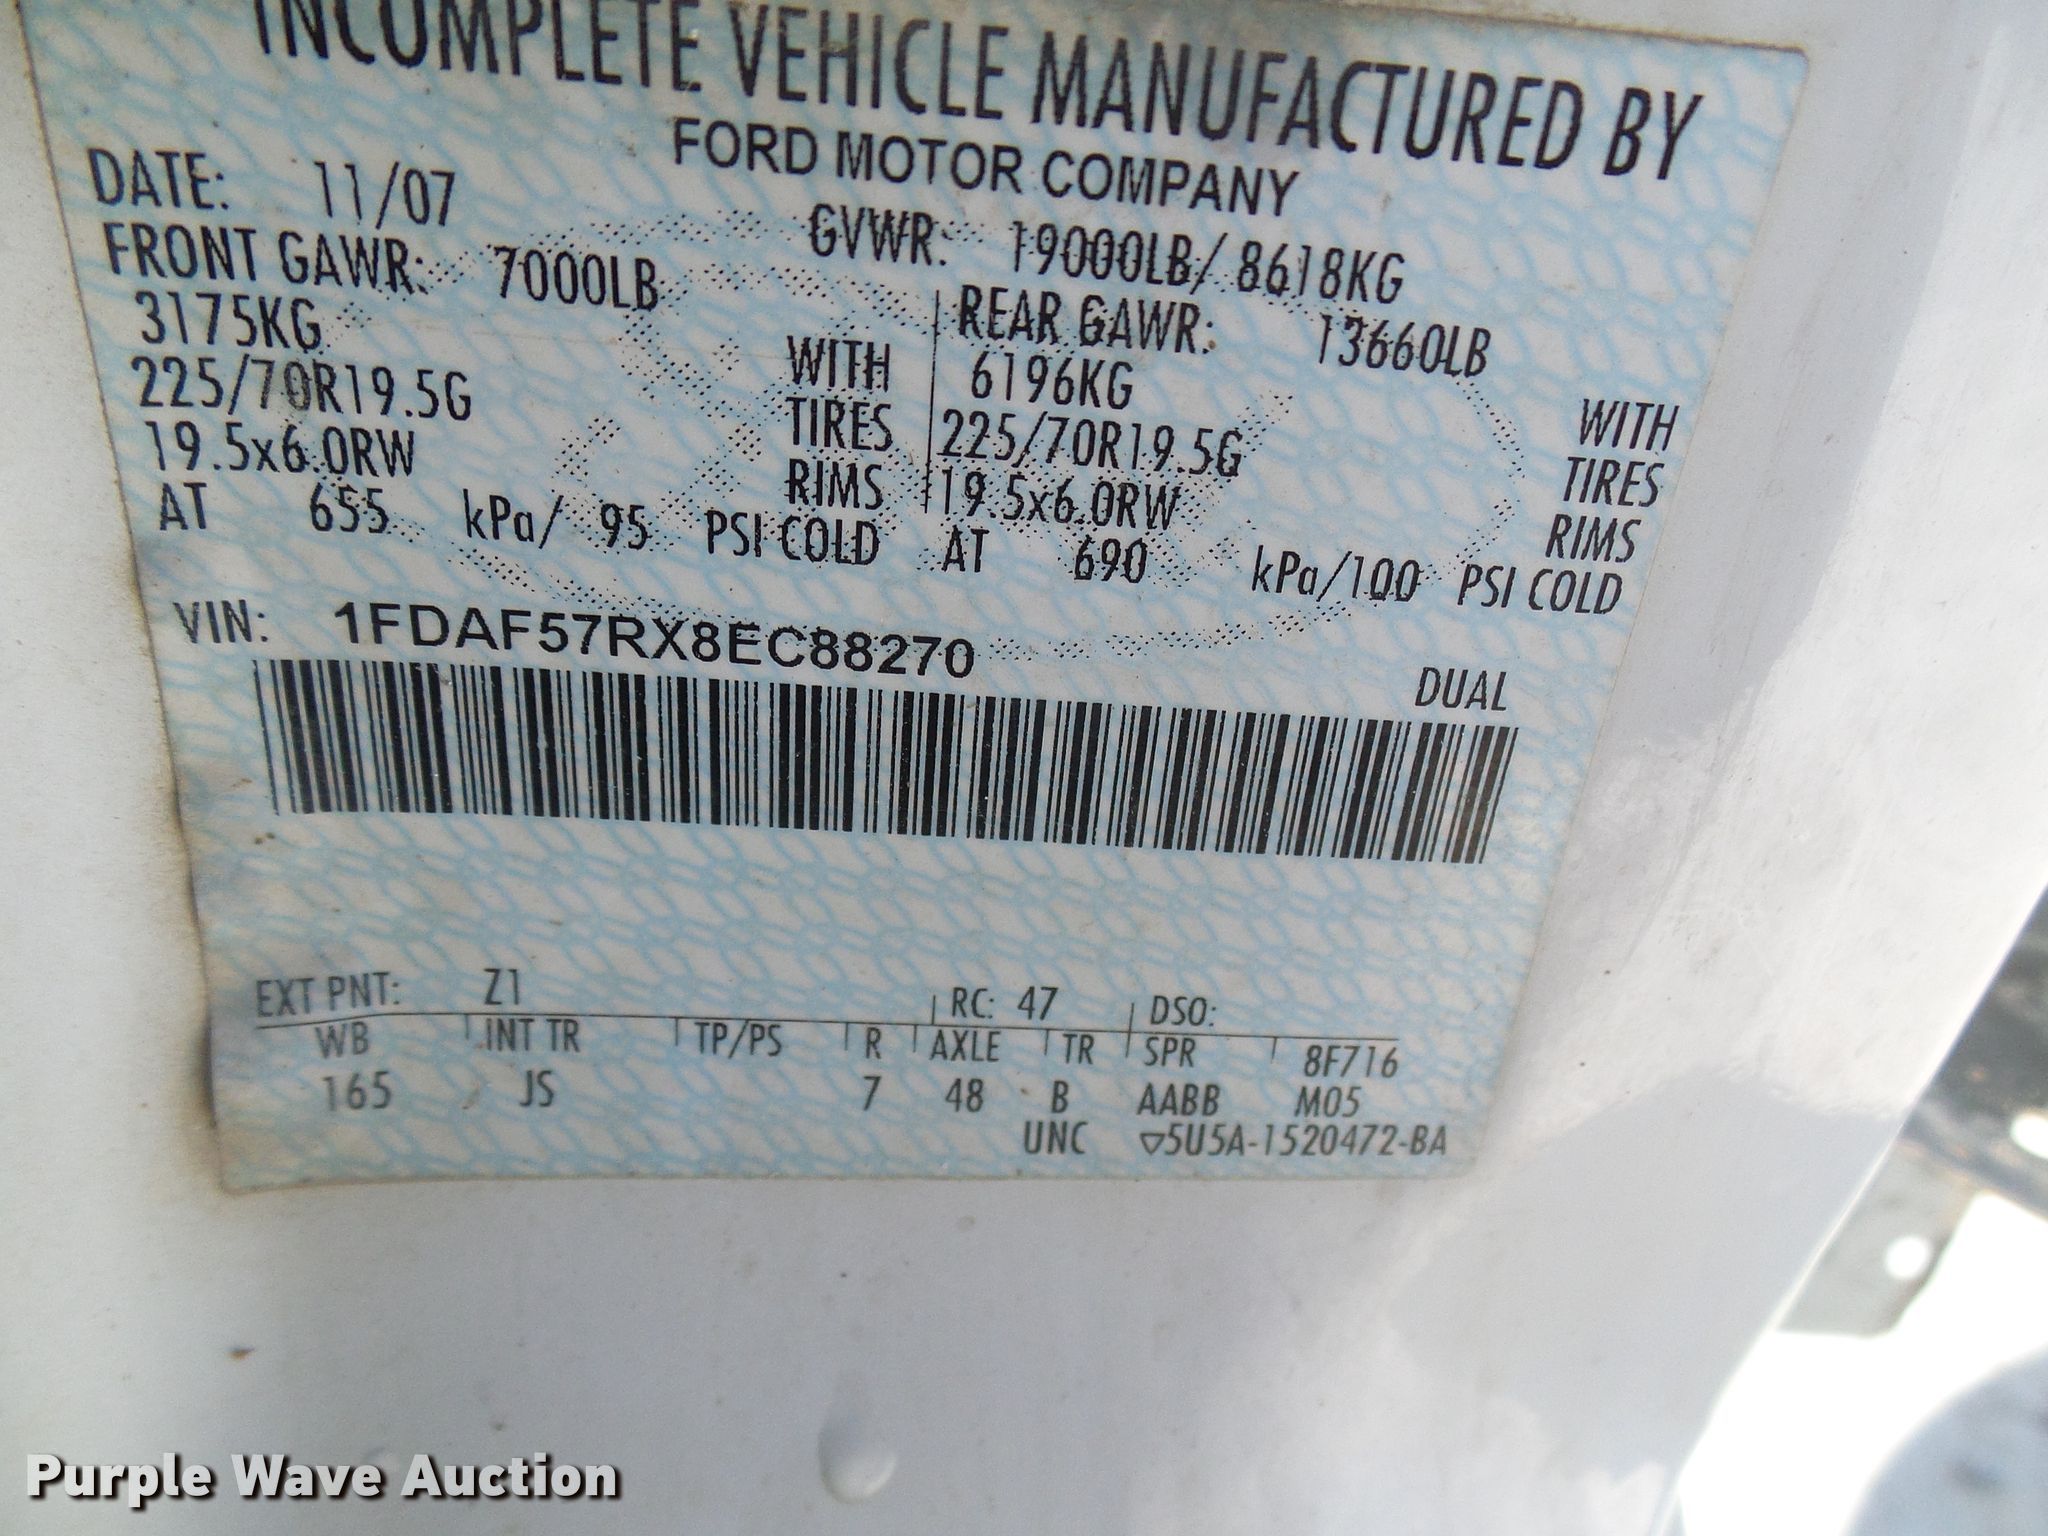 INCOMPLETE VEHICLE MANUFACTURED BY
FORD MOTOR COMPANY
DATE: 11/07
GVWR: 19000LB/ 8618KG
FRONT GAWR: 7000LB
3175KG
WITH
225/70R19.5G
TIRES
19.5x6.0RW
RIMS
AT 655 kPa/ 95 PSI COLD
REAR GAWR: 13660LB
6196KG
WITH
225/70R19.5G
TIRES
19.5x6.0RW
RIMS
AT 690 kPa/100 PSI COLD
VIN: 1FDAF57RX8EC88270
DUAL
EXT PNT: Z1 RC: 47 DSO:
WB INT TR TP/PS R AXLE TR SPR 8F716
165 JS 7 48 B AABB M05
UNC ▽5U5A-1520472-BA
Purple Wave Auction